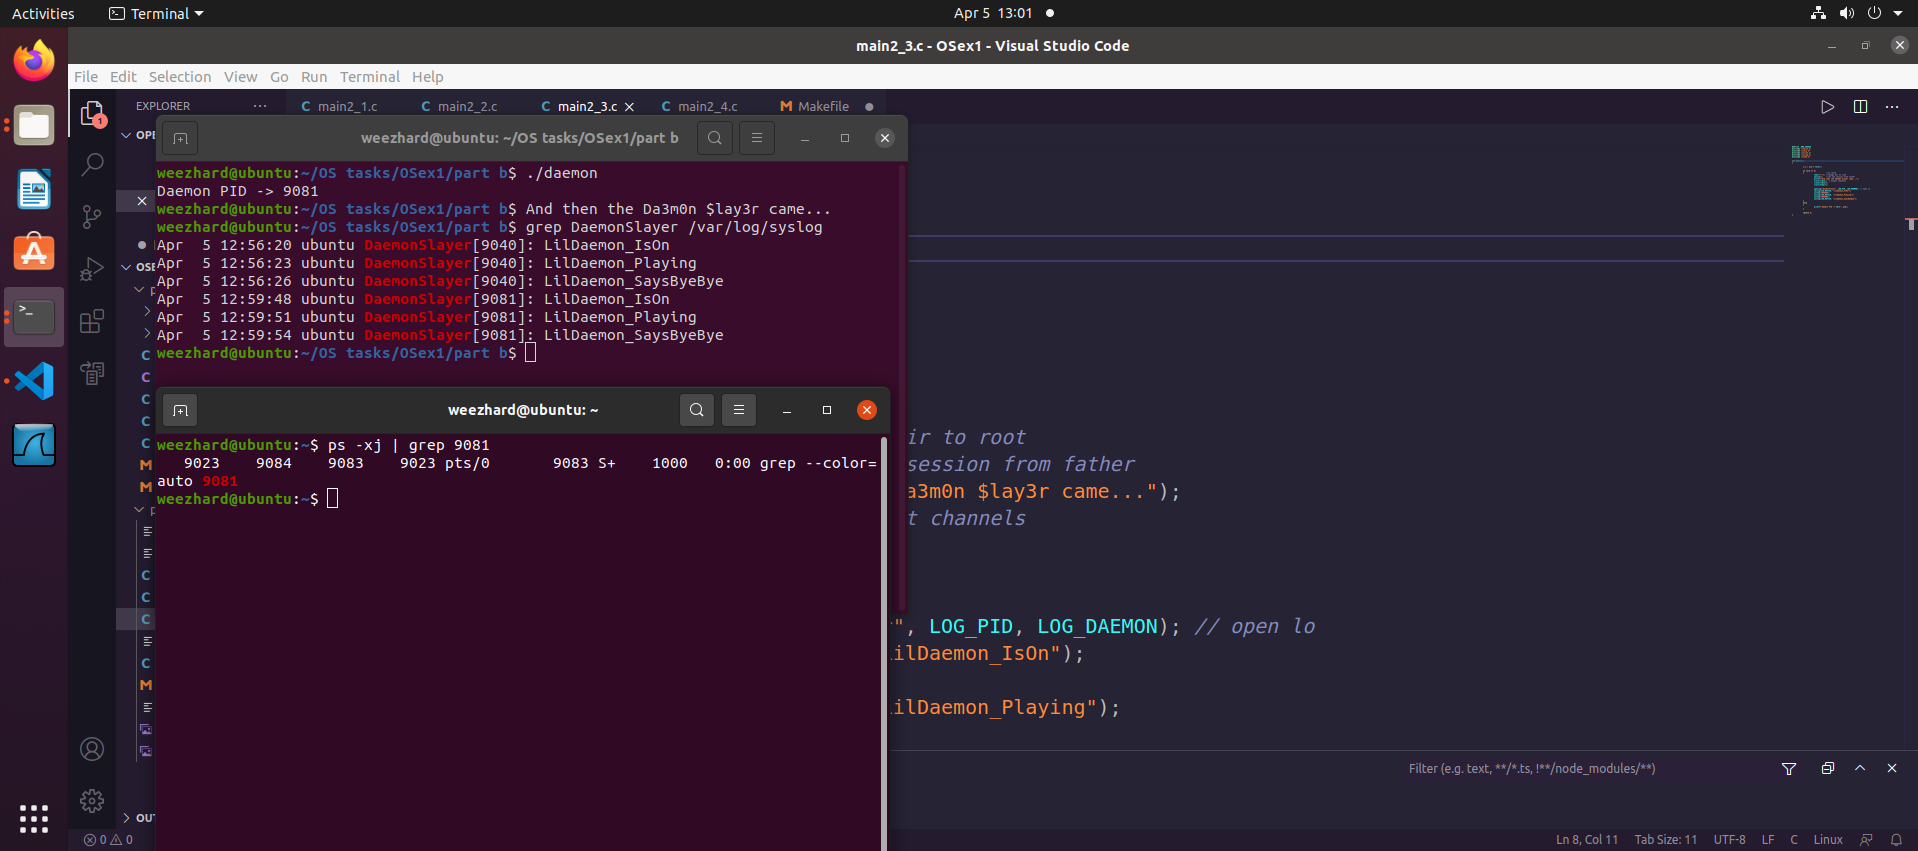 Activities Terminal Apr 5 13:01
main2_3.c - OSex1 - Visual Studio Code
File Edit Selection View Go Run Terminal Help
EXPLORER ··· C main2_1.c C main2_2.c C main2_3.c C main2_4.c M Makefile
1
OPE
weezhard@ubuntu: ~/OS tasks/OSex1/part b
weezhard@ubuntu:~/OS tasks/OSex1/part b$ ./daemon
Daemon PID -> 9081
weezhard@ubuntu:~/OS tasks/OSex1/part b$ And then the Da3m0n $lay3r came...
weezhard@ubuntu:~/OS tasks/OSex1/part b$ grep DaemonSlayer /var/log/syslog
Apr  5 12:56:20 ubuntu DaemonSlayer[9040]: LilDaemon_IsOn
Apr  5 12:56:23 ubuntu DaemonSlayer[9040]: LilDaemon_Playing
Apr  5 12:56:26 ubuntu DaemonSlayer[9040]: LilDaemon_SaysByeBye
Apr  5 12:59:48 ubuntu DaemonSlayer[9081]: LilDaemon_IsOn
Apr  5 12:59:51 ubuntu DaemonSlayer[9081]: LilDaemon_Playing
Apr  5 12:59:54 ubuntu DaemonSlayer[9081]: LilDaemon_SaysByeBye
weezhard@ubuntu:~/OS tasks/OSex1/part b$
OSE
weezhard@ubuntu: ~
weezhard@ubuntu:~$ ps -xj | grep 9081
9023 9084 9083 9023 pts/0 9083 S+ 1000 0:00 grep --color=
auto 9081
weezhard@ubuntu:~$
ir to root
session from father
a3m0n $lay3r came...");
t channels
", LOG_PID, LOG_DAEMON); // open lo
ilDaemon_IsOn");
ilDaemon_Playing");
Filter (e.g. text, **/*.ts, !**/node_modules/**)
OUT
0 0 Ln 8, Col 11 Tab Size: 11 UTF-8 LF C Linux